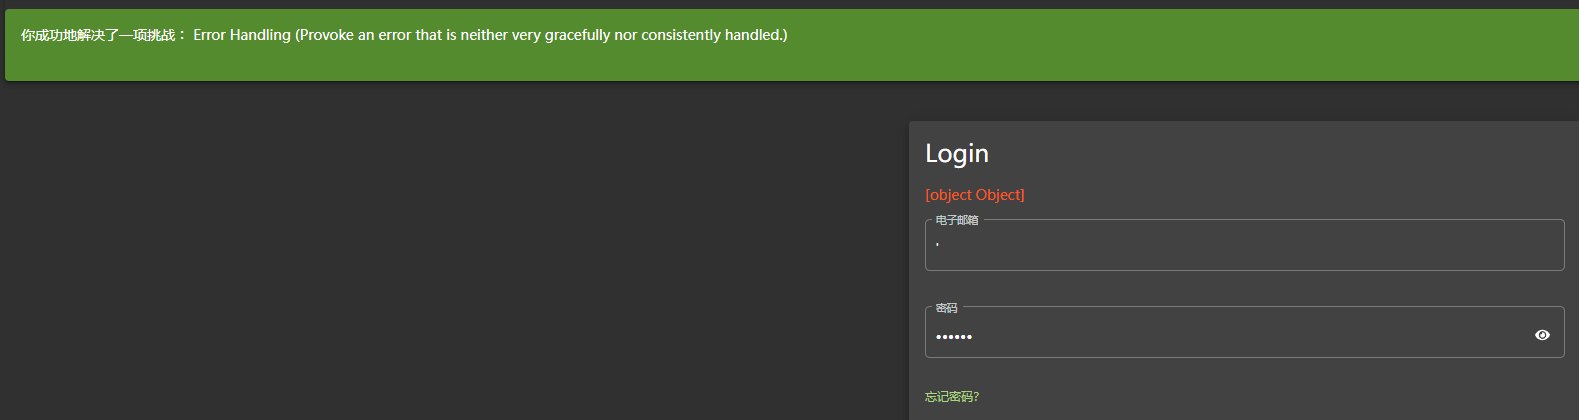 你成功地解决了一项挑战： Error Handling (Provoke an error that is neither very gracefully nor consistently handled.)
Login
[object Object]
电子邮箱
'
密码
••••••
忘记密码?